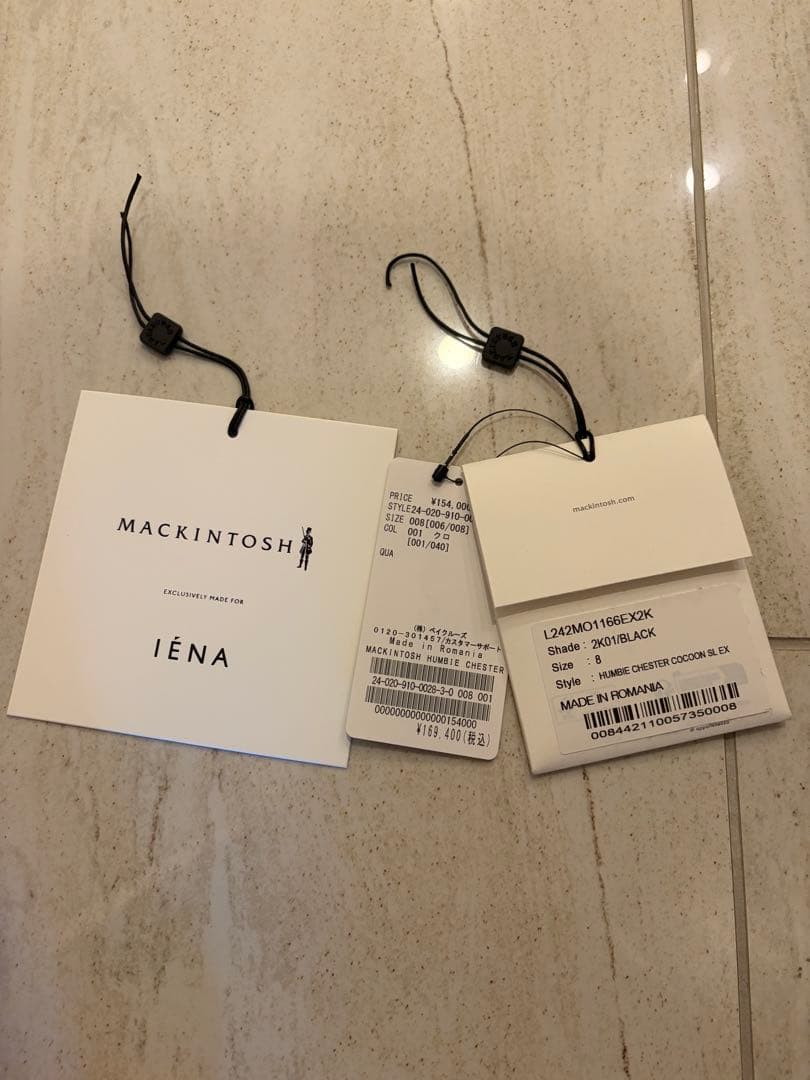 MACKINTOSH
EXCLUSIVELY MADE FOR
IÉNA
PRICE ¥154,000
STYLE24-020-910-00
SIZE 008[006/008]
COL 001 クロ
[001/040]
QUA
(株) ベイクルーズ
0120-301457/カスタマーサポート
Made in Romania
MACKINTOSH HUMBIE CHESTER
24-020-910-0028-3-0 008 001
0000000000000154000
¥169,400(税込)
mackintosh.com
L242MO1166EX2K
Shade : 2K01/BLACK
Size : 8
Style : HUMBIE CHESTER COCOON SL EX
MADE IN ROMANIA
008442110057350008